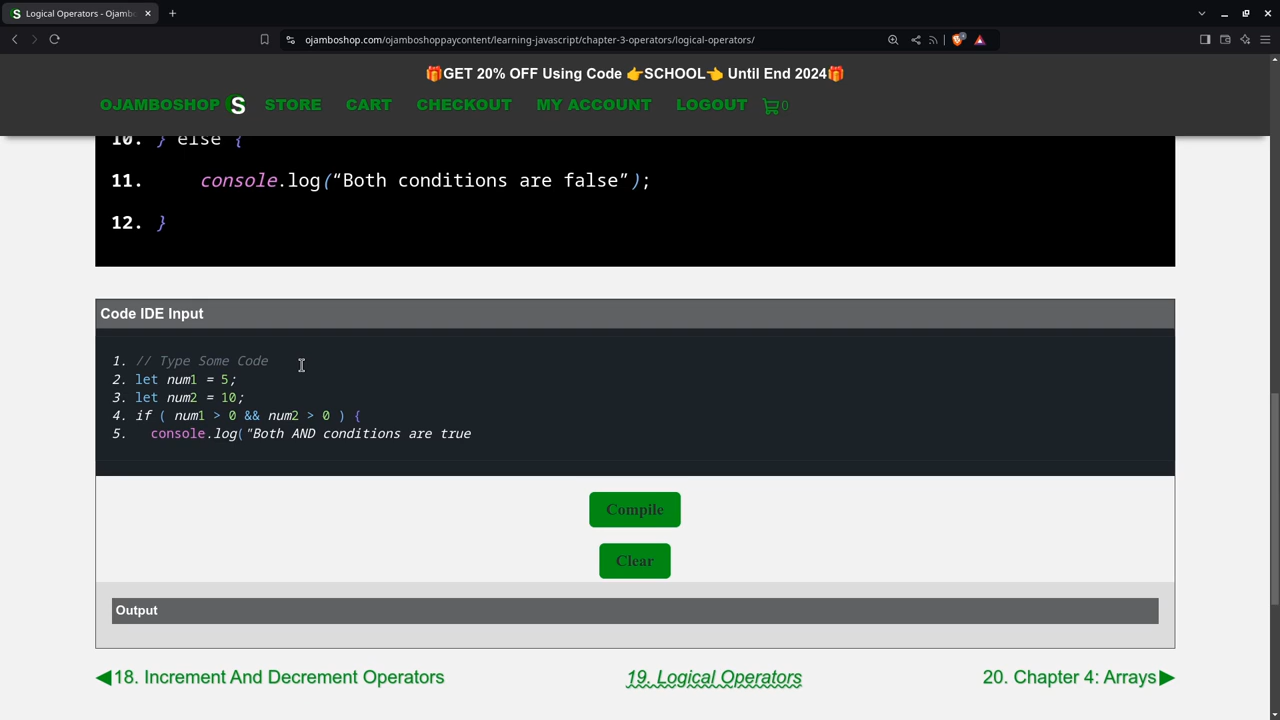 Logical Operators - Ojamb
ojamboshop.com/ojamboshoppaycontent/learning-javascript/chapter-3-operators/logical-operators/
🎁GET 20% OFF Using Code 👉SCHOOL👈 Until End 2024🎁
OJAMBOSHOP S STORE CART CHECKOUT MY ACCOUNT LOGOUT 0
10. } else {
11. console.log(“Both conditions are false”);
12. }
Code IDE Input
1. // Type Some Code
2. let num1 = 5;
3. let num2 = 10;
4. if ( num1 > 0 && num2 > 0 ) {
5. console.log("Both AND conditions are true
Compile
Clear
Output
◀18. Increment And Decrement Operators 19. Logical Operators 20. Chapter 4: Arrays▶